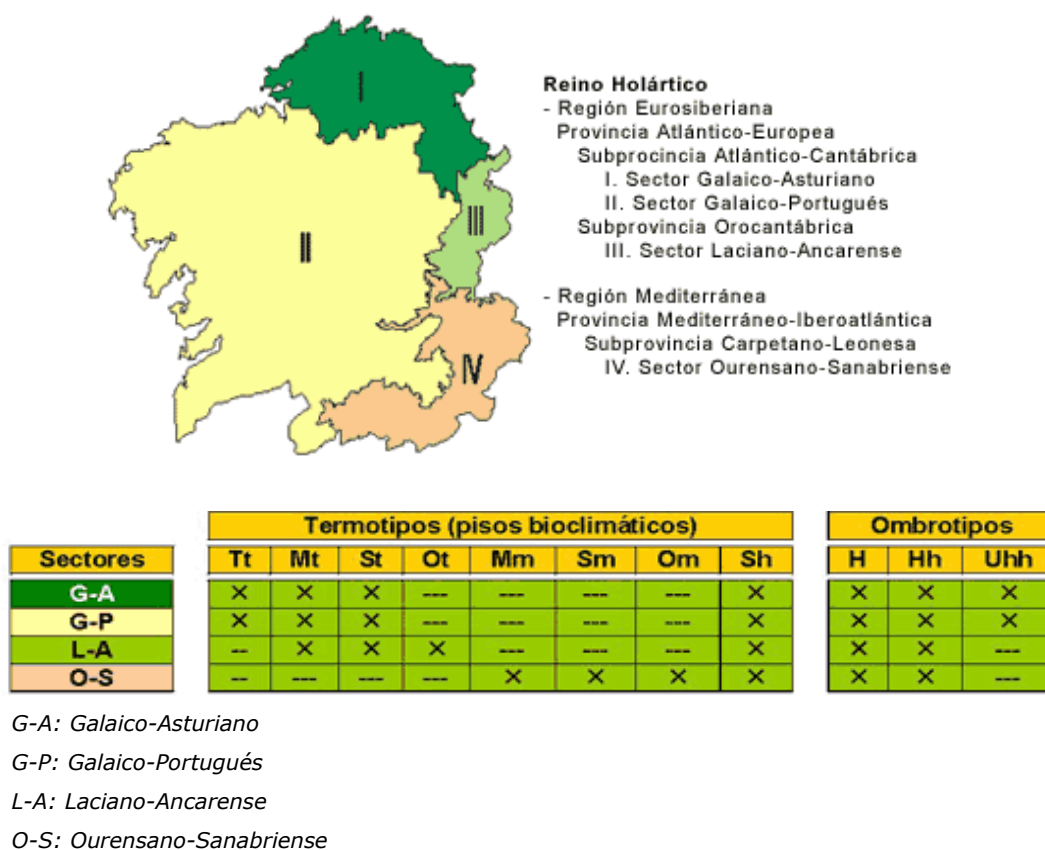 I
II
III
IV
Reino Holártico
- Región Eurosiberiana
Provincia Atlántico-Europea
Subprocincia Atlántico-Cantábrica
I. Sector Galaico-Asturiano
II. Sector Galaico-Portugués
Subprovincia Orocantábrica
III. Sector Laciano-Ancarense
- Región Mediterránea
Provincia Mediterráneo-Iberoatlántica
Subprovincia Carpetano-Leonesa
IV. Sector Ourensano-Sanabriense
Termotipos (pisos bioclimáticos) Ombrotipos
Sectores Tt Mt St Ot Mm Sm Om Sh H Hh Uhh
G-A × × × --- --- --- --- × × × ×
G-P × × × --- --- --- --- × × × ×
L-A -- × × × --- --- --- × × × ---
O-S -- --- --- --- × × × × × × ---
G-A: Galaico-Asturiano
G-P: Galaico-Portugués
L-A: Laciano-Ancarense
O-S: Ourensano-Sanabriense